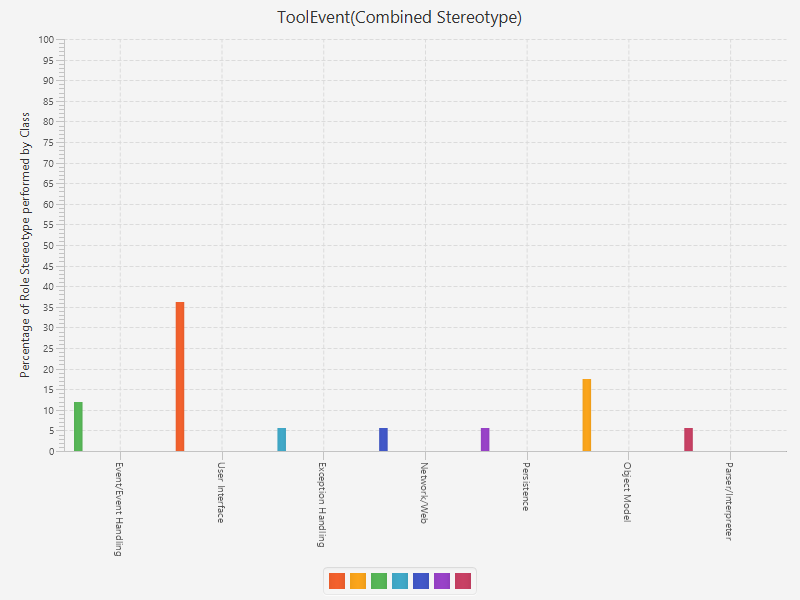 ToolEvent(Combined Stereotype)
Percentage of Role Stereotype performed by Class
100
95
90
85
80
75
70
65
60
55
50
45
40
35
30
25
20
15
10
5
0
Event/Event Handling
User Interface
Exception Handling
Network/Web
Persistence
Object Model
Parser/Interpreter